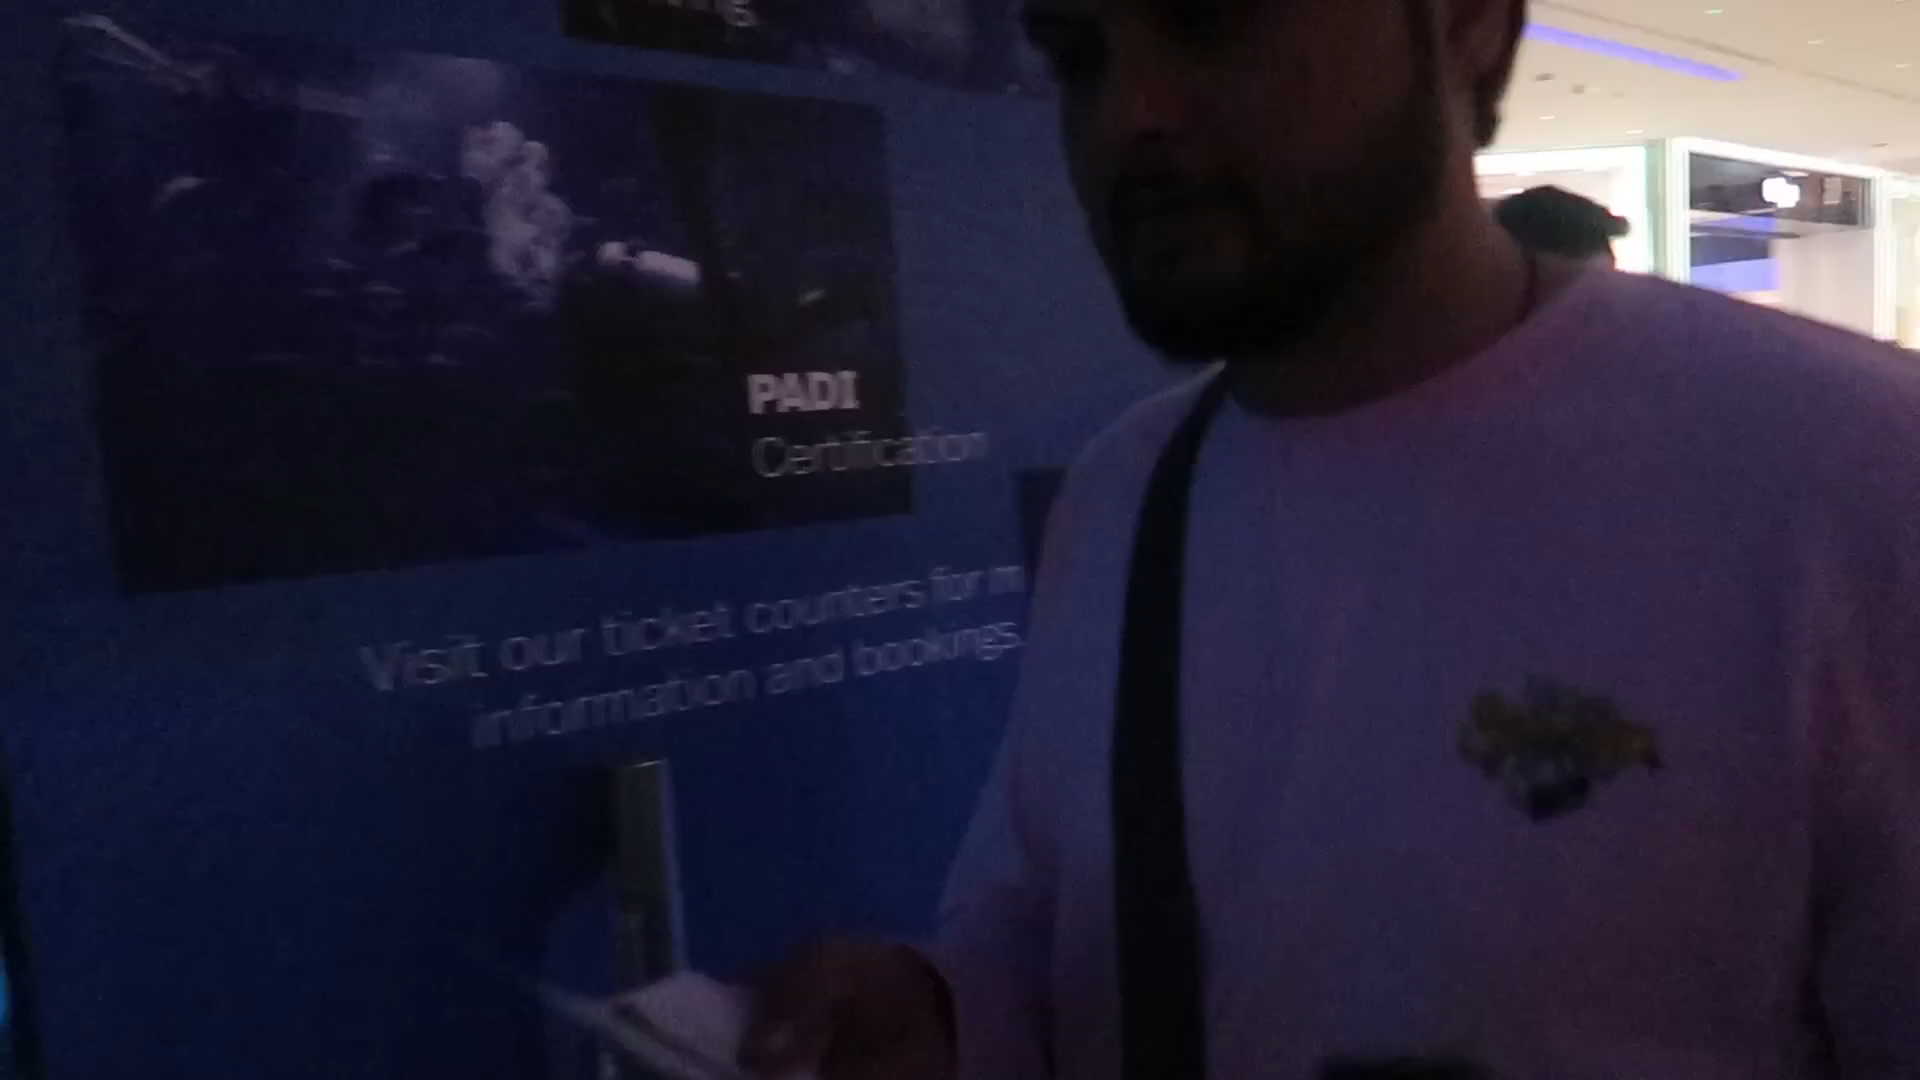 PADI
Certification
Visit our ticket counters for
information and bookings.